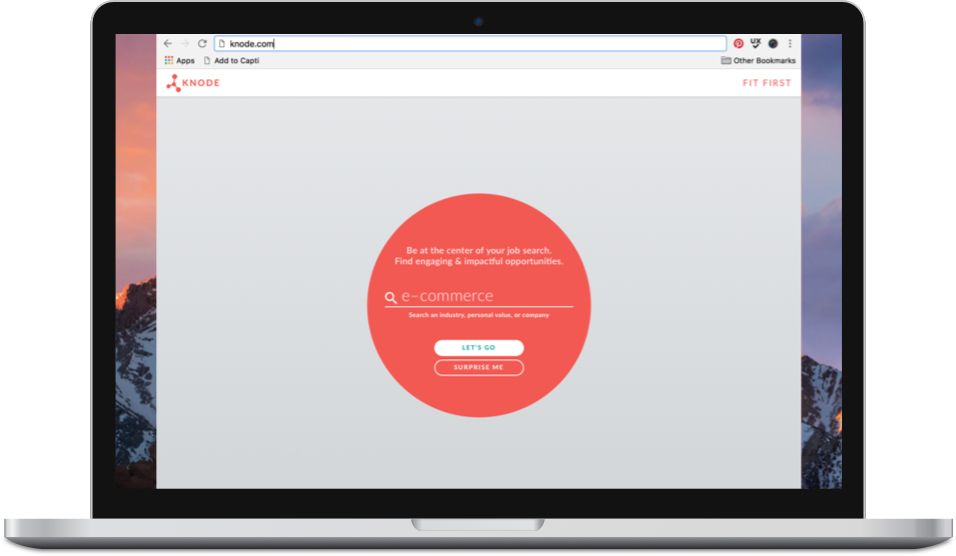 knode.com
Apps Add to Capti Other Bookmarks
KNODE FIT FIRST
Be at the center of your job search.
Find engaging & impactful opportunities.
e-commerce
Search an industry, personal value, or company
LET'S GO
SURPRISE ME